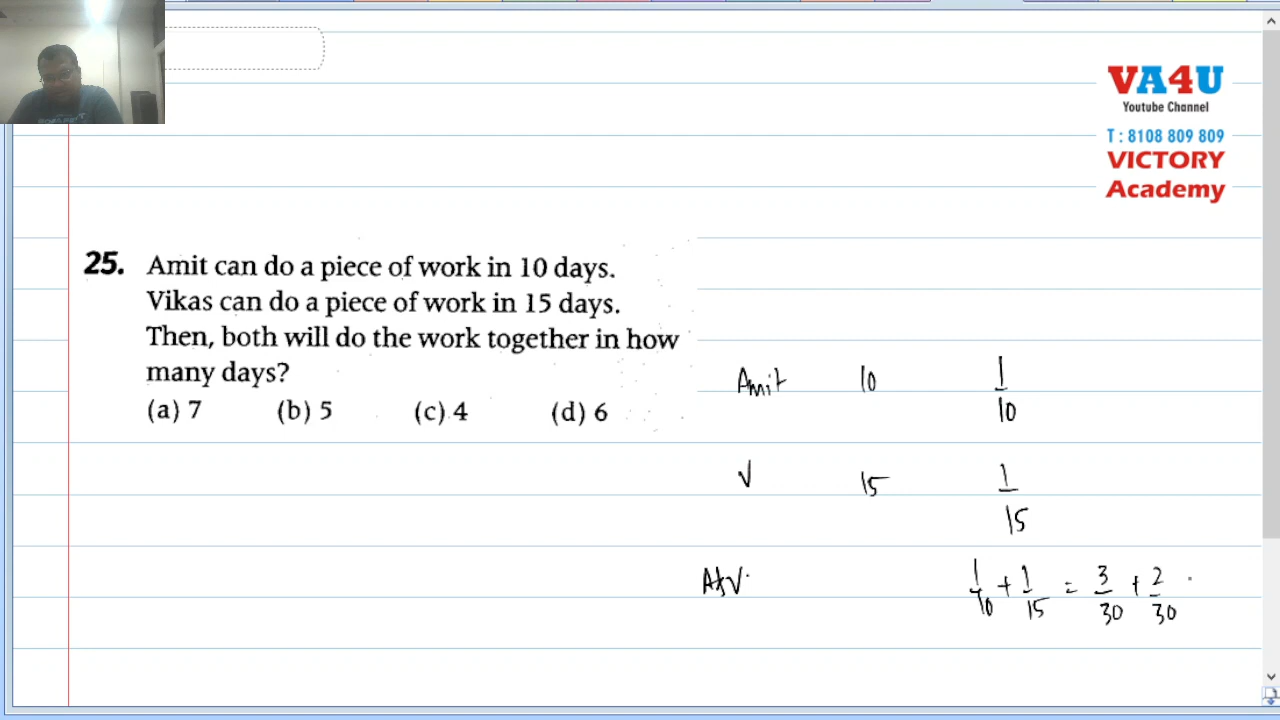 VA4U
Youtube Channel
T : 8108 809 809
VICTORY
Academy
25. Amit can do a piece of work in 10 days.
Vikas can do a piece of work in 15 days.
Then, both will do the work together in how
many days?
(a) 7 (b) 5 (c) 4 (d) 6
Amit 10 1/10
V 15 1/15
A+V 1/10 + 1/15 = 3/30 + 2/30